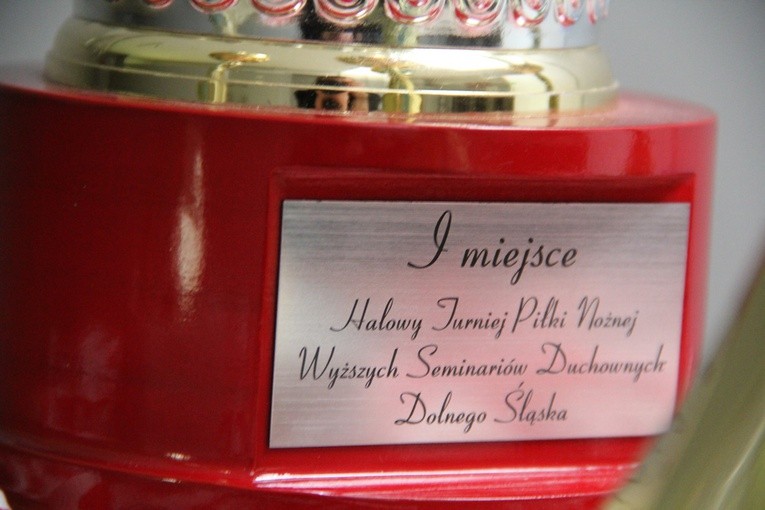 I miejsce
Halowy Turniej Piłki Nożnej
Wyższych Seminariów Duchownych
Dolnego Śląska